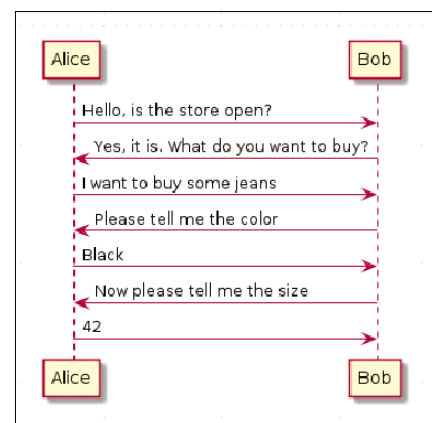 Alice Bob
Hello, is the store open?
Yes, it is. What do you want to buy?
I want to buy some jeans
Please tell me the color
Black
Now please tell me the size
42
Alice Bob